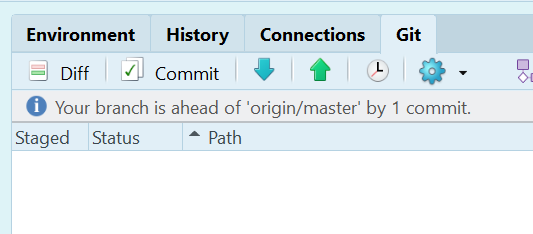 Environment History Connections Git
Diff Commit
Your branch is ahead of 'origin/master' by 1 commit.
Staged Status Path